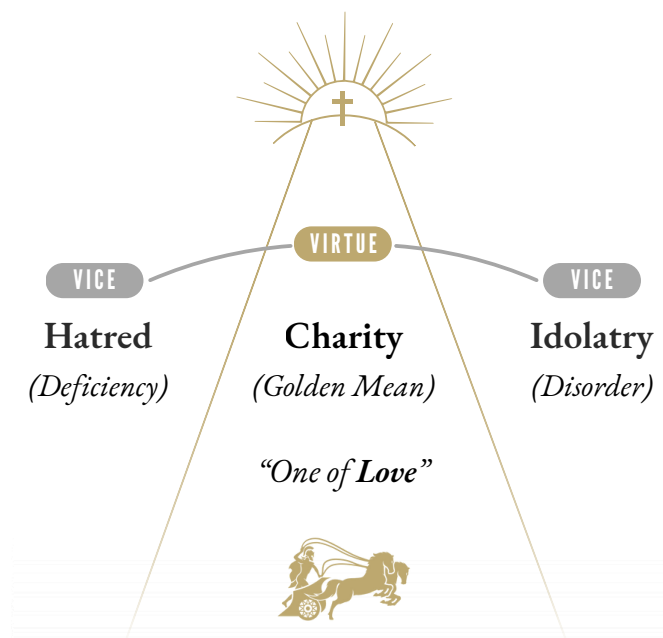 VIRTUE
VICE
VICE
Hatred
Charity
Idolatry
(Deficiency)
(Golden Mean)
(Disorder)
“One of Love”